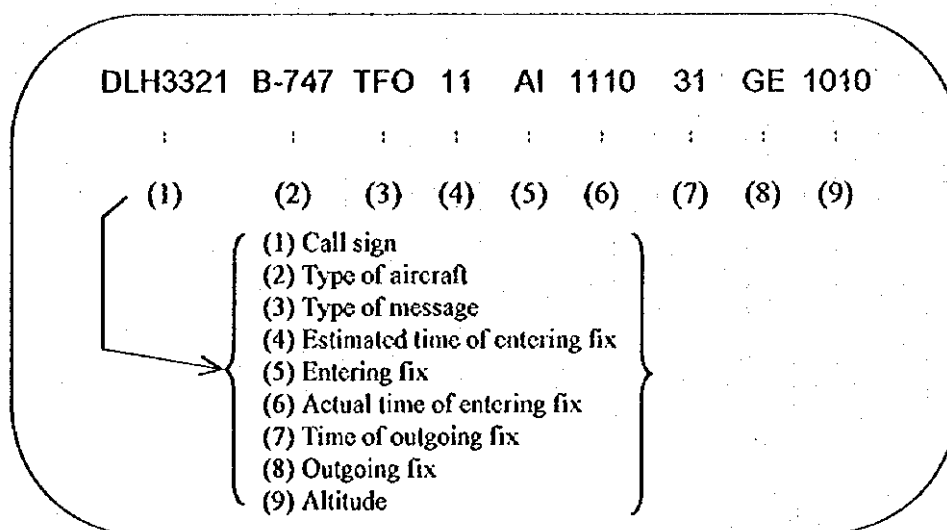 DLH3321 B-747 TFO 11 AI 1110 31 GE 1010
: : : : : : : : :
(1) (2) (3) (4) (5) (6) (7) (8) (9)
(1) Call sign
(2) Type of aircraft
(3) Type of message
(4) Estimated time of entering fix
(5) Entering fix
(6) Actual time of entering fix
(7) Time of outgoing fix
(8) Outgoing fix
(9) Altitude